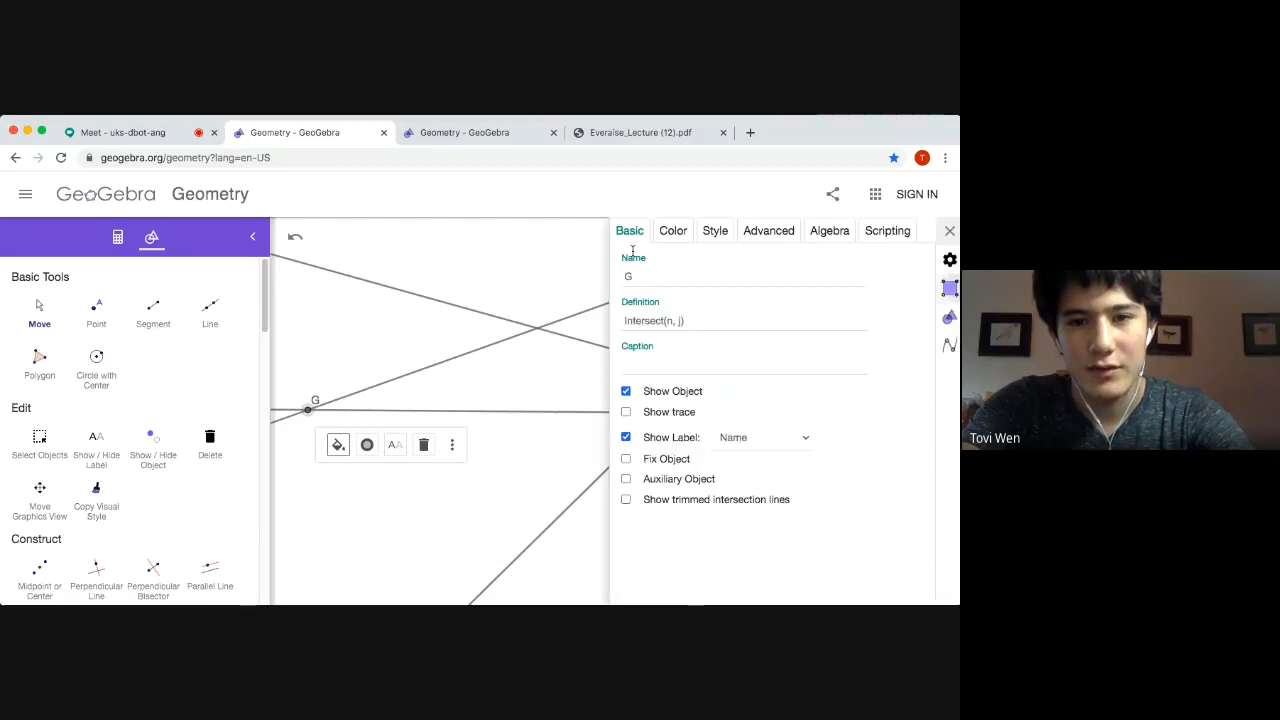 Meet - uks-dbot-ang
Geometry - GeoGebra
Geometry - GeoGebra
Everaise_Lecture (12).pdf
geogebra.org/geometry?lang=en-US
T
GeoGebra Geometry
SIGN IN
Basic Tools
Move
Point
Segment
Line
Polygon
Circle with
Center
Edit
Select Objects
AA
Show / Hide
Label
Show / Hide
Object
Delete
Move
Graphics View
Copy Visual
Style
Construct
Midpoint or
Center
Perpendicular
Line
Perpendicular
Bisector
Parallel Line
G
AA
Basic
Color
Style
Advanced
Algebra
Scripting
Name
G
Definition
Intersect(n, j)
Caption
Show Object
Show trace
Show Label: Name
Fix Object
Auxiliary Object
Show trimmed intersection lines
Tovi Wen